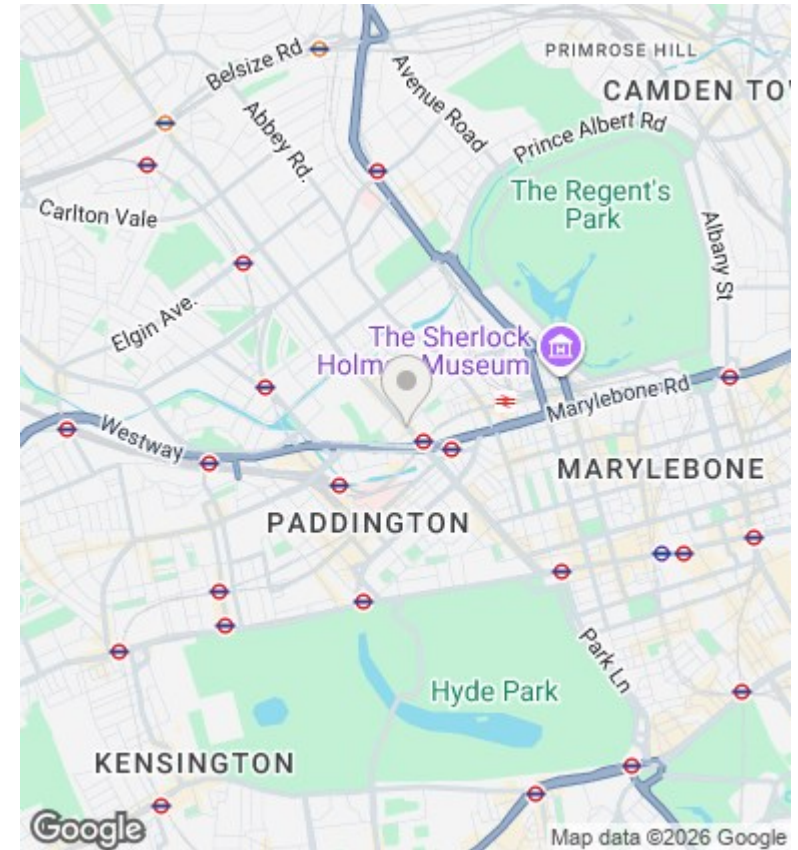 PRIMROSE HILL
Belsize Rd
Avenue Road
CAMDEN TO
Abbey Rd.
Prince Albert Rd
The Regent's
Park
Carlton Vale
Albany St
Elgin Ave.
The Sherlock
Holmes Museum
Marylebone Rd
Westway
MARYLEBONE
PADDINGTON
Park Ln
Hyde Park
KENSINGTON
Google
Map data ©2026 Google